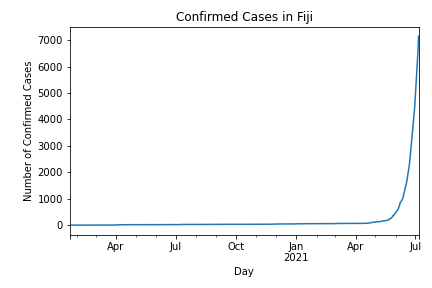 Confirmed Cases in Fiji
Number of Confirmed Cases
7000
6000
5000
4000
3000
2000
1000
0
Apr
Jul
Oct
Jan
2021
Apr
Jul
Day